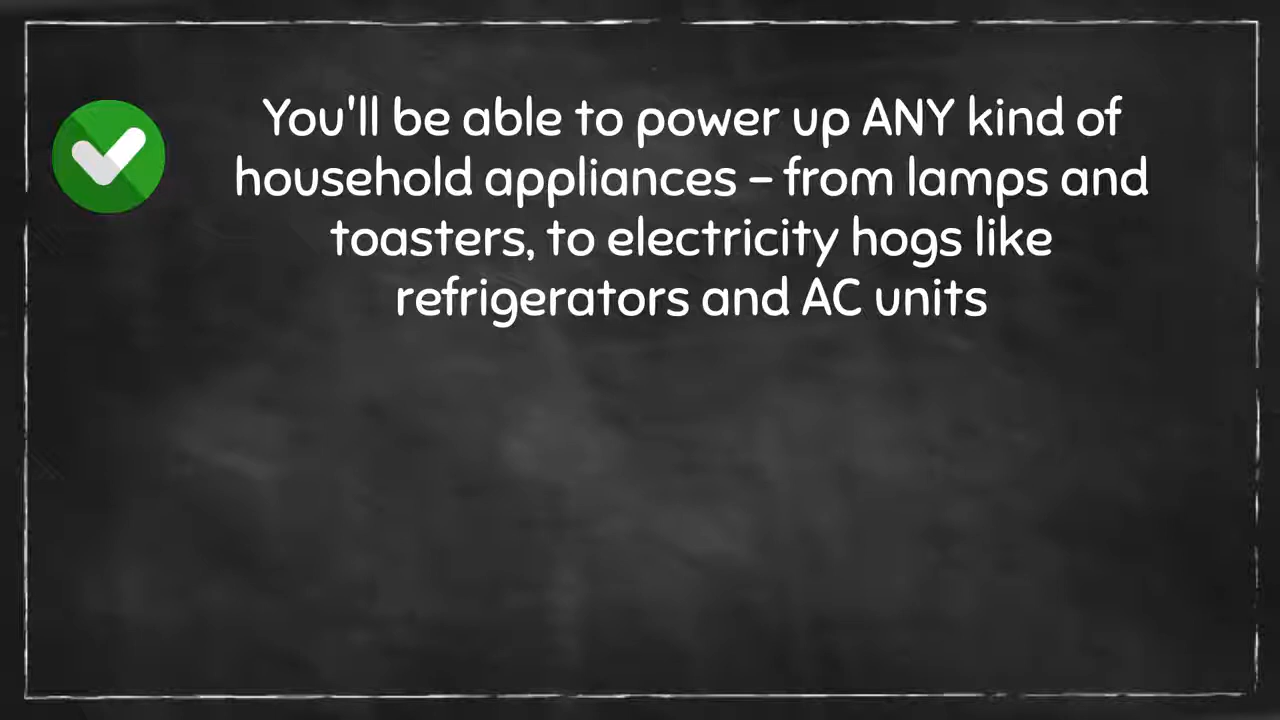 You'll be able to power up ANY kind of
household appliances – from lamps and
toasters, to electricity hogs like
refrigerators and AC units